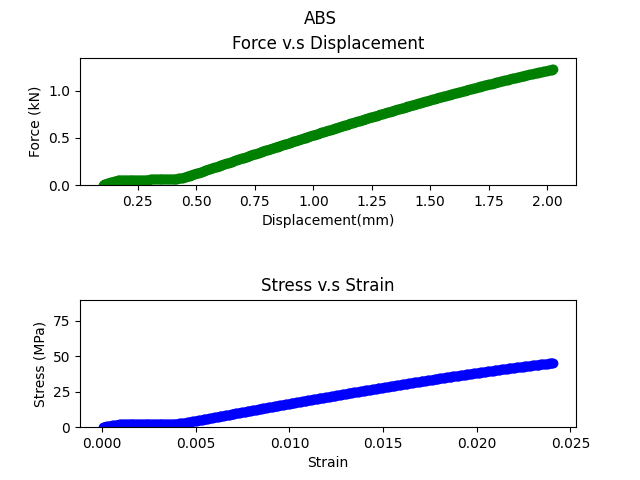 ABS
Force v.s Displacement
Force (kN)
1.0
0.5
0.0
0.25 0.50 0.75 1.00 1.25 1.50 1.75 2.00
Displacement(mm)
Stress v.s Strain
Stress (MPa)
75
50
25
0
0.000 0.005 0.010 0.015 0.020 0.025
Strain